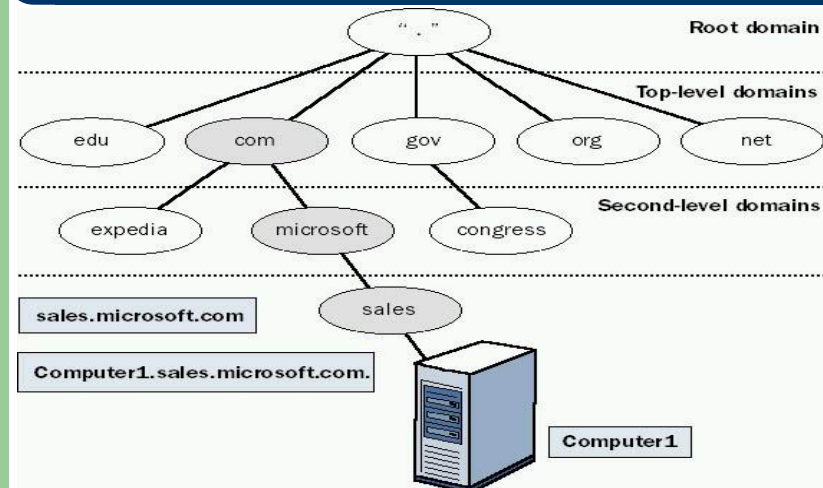 “ . ”
Root domain
Top-level domains
edu
com
gov
org
net
Second-level domains
expedia
microsoft
congress
sales
sales.microsoft.com
Computer1.sales.microsoft.com.
Computer1